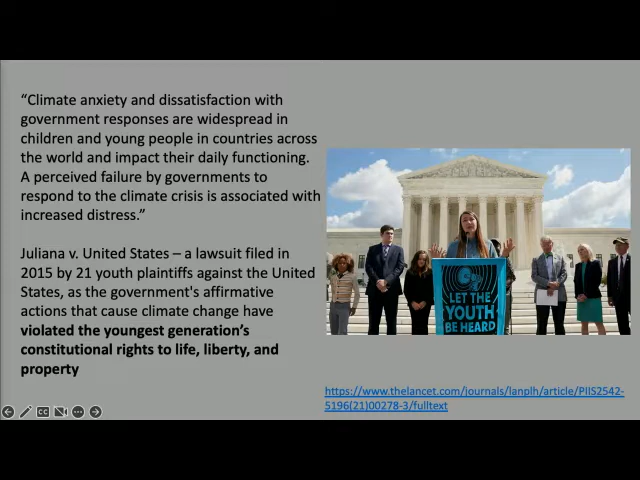 “Climate anxiety and dissatisfaction with
government responses are widespread in
children and young people in countries across
the world and impact their daily functioning.
A perceived failure by governments to
respond to the climate crisis is associated with
increased distress.”
Juliana v. United States – a lawsuit filed in
2015 by 21 youth plaintiffs against the United
States, as the government's affirmative
actions that cause climate change have
violated the youngest generation’s
constitutional rights to life, liberty, and
property
LET THE
YOUTH
BE HEARD
https://www.thelancet.com/journals/lanplh/article/PIIS2542-
5196(21)00278-3/fulltext
CC